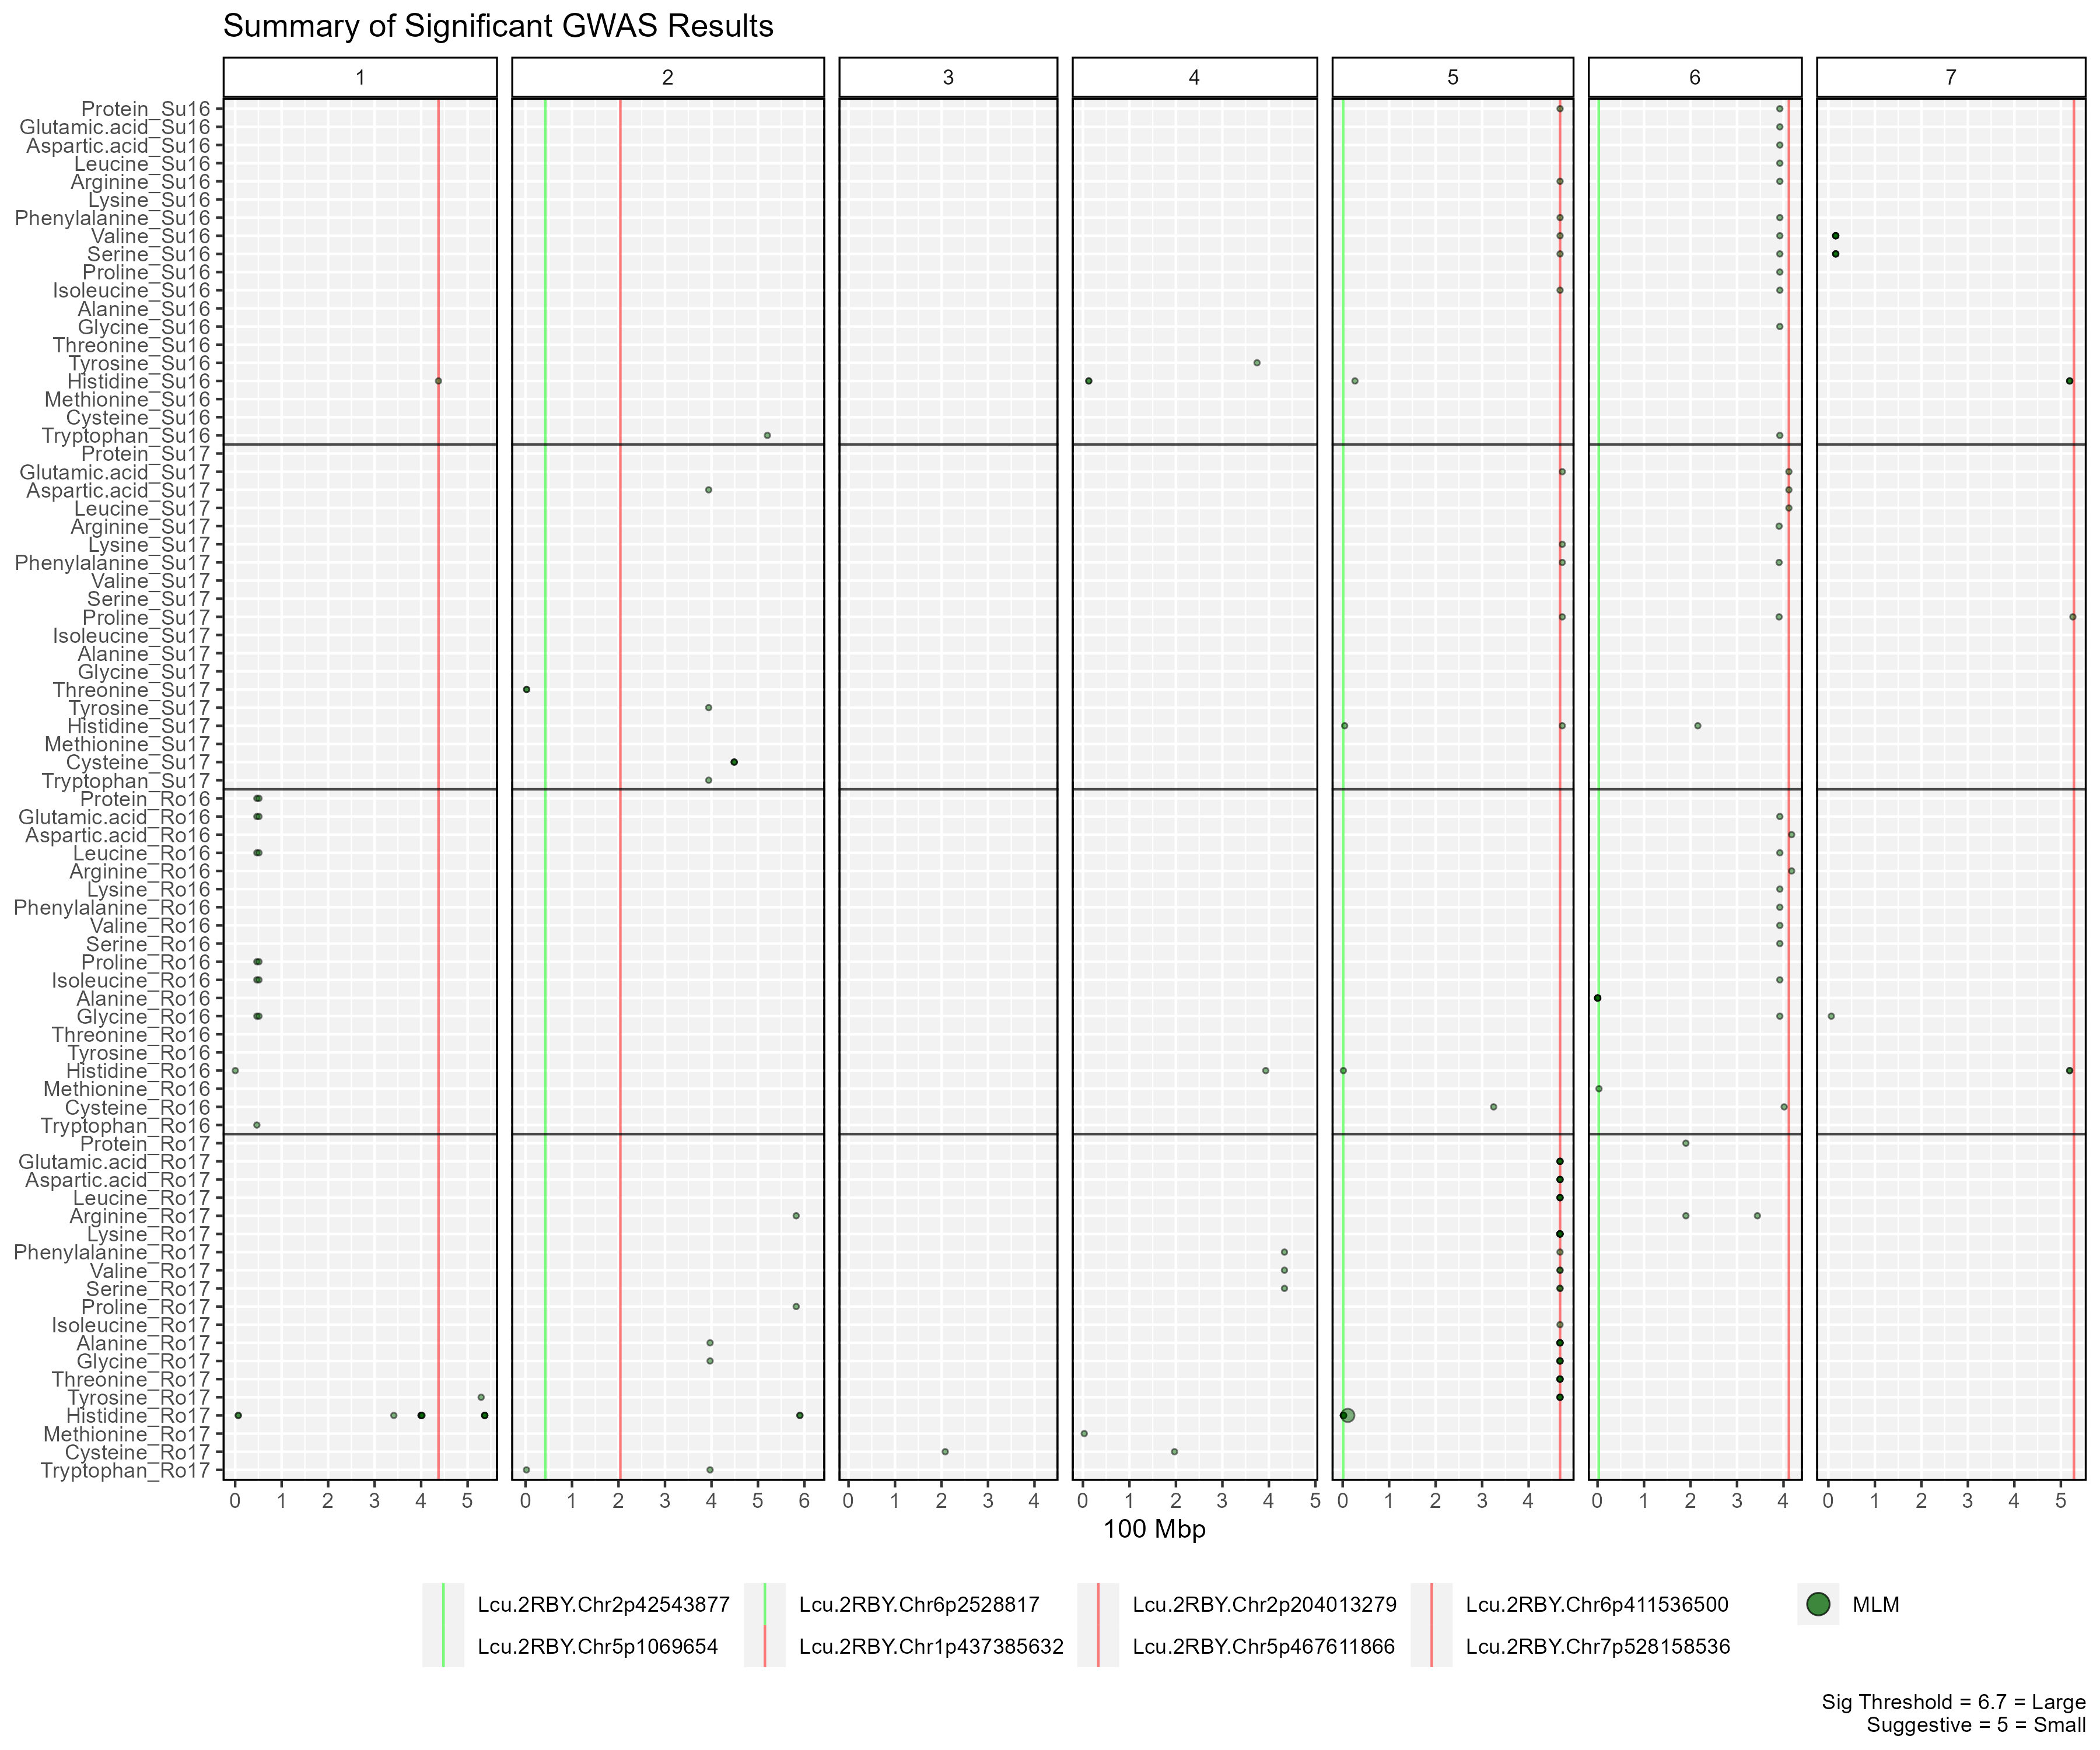 Summary of Significant GWAS Results
1 2 3 4 5 6 7
Protein_Su16
Glutamic.acid_Su16
Aspartic.acid_Su16
Leucine_Su16
Arginine_Su16
Lysine_Su16
Phenylalanine_Su16
Valine_Su16
Serine_Su16
Proline_Su16
Isoleucine_Su16
Alanine_Su16
Glycine_Su16
Threonine_Su16
Tyrosine_Su16
Histidine_Su16
Methionine_Su16
Cysteine_Su16
Tryptophan_Su16
Protein_Su17
Glutamic.acid_Su17
Aspartic.acid_Su17
Leucine_Su17
Arginine_Su17
Lysine_Su17
Phenylalanine_Su17
Valine_Su17
Serine_Su17
Proline_Su17
Isoleucine_Su17
Alanine_Su17
Glycine_Su17
Threonine_Su17
Tyrosine_Su17
Histidine_Su17
Methionine_Su17
Cysteine_Su17
Tryptophan_Su17
Protein_Ro16
Glutamic.acid_Ro16
Aspartic.acid_Ro16
Leucine_Ro16
Arginine_Ro16
Lysine_Ro16
Phenylalanine_Ro16
Valine_Ro16
Serine_Ro16
Proline_Ro16
Isoleucine_Ro16
Alanine_Ro16
Glycine_Ro16
Threonine_Ro16
Tyrosine_Ro16
Histidine_Ro16
Methionine_Ro16
Cysteine_Ro16
Tryptophan_Ro16
Protein_Ro17
Glutamic.acid_Ro17
Aspartic.acid_Ro17
Leucine_Ro17
Arginine_Ro17
Lysine_Ro17
Phenylalanine_Ro17
Valine_Ro17
Serine_Ro17
Proline_Ro17
Isoleucine_Ro17
Alanine_Ro17
Glycine_Ro17
Threonine_Ro17
Tyrosine_Ro17
Histidine_Ro17
Methionine_Ro17
Cysteine_Ro17
Tryptophan_Ro17
0 1 2 3 4 5 0 1 2 3 4 5 6 0 1 2 3 4 0 1 2 3 4 5 0 1 2 3 4 0 1 2 3 4 0 1 2 3 4 5
100 Mbp
Lcu.2RBY.Chr2p42543877 Lcu.2RBY.Chr6p2528817 Lcu.2RBY.Chr2p204013279 Lcu.2RBY.Chr6p411536500 MLM
Lcu.2RBY.Chr5p1069654 Lcu.2RBY.Chr1p437385632 Lcu.2RBY.Chr5p467611866 Lcu.2RBY.Chr7p528158536
Sig Threshold = 6.7 = Large
Suggestive = 5 = Small